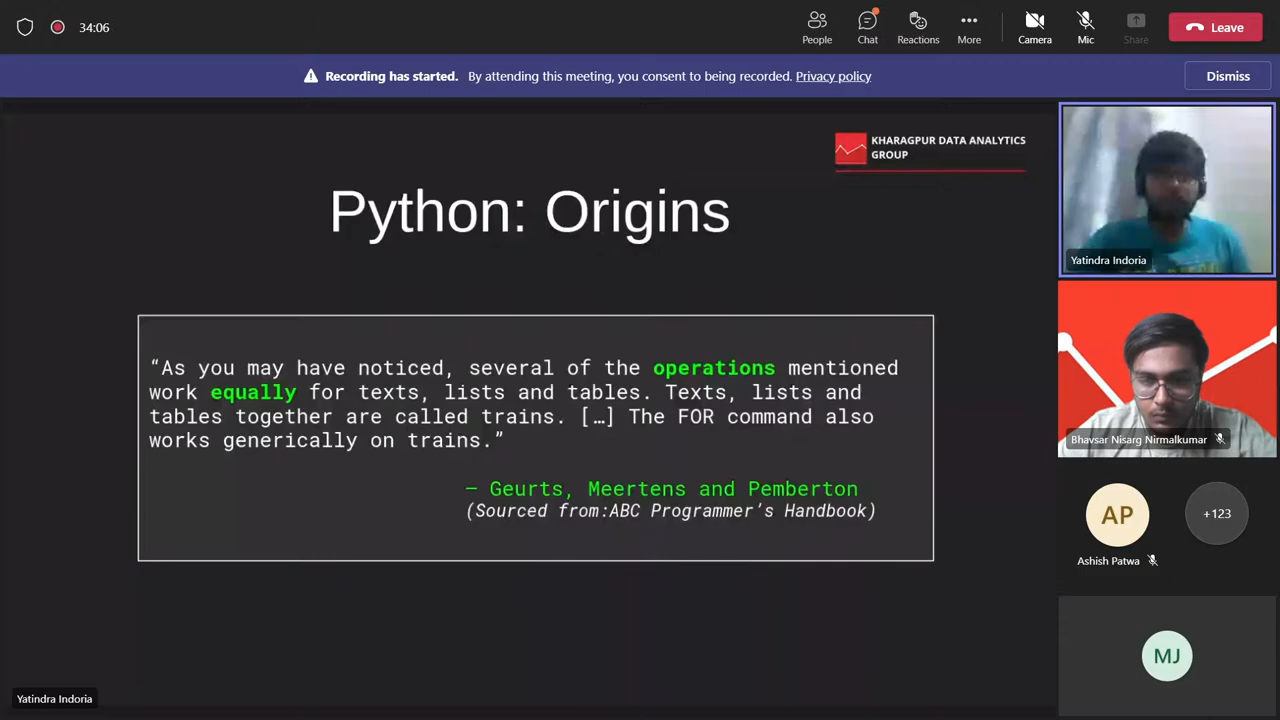 34:06
People
Chat
Reactions
More
Camera
Mic
Share
Leave
Recording has started. By attending this meeting, you consent to being recorded. Privacy policy
Dismiss
KHARAGPUR DATA ANALYTICS
GROUP
Python: Origins
“As you may have noticed, several of the operations mentioned
work equally for texts, lists and tables. Texts, lists and
tables together are called trains. […] The FOR command also
works generically on trains.”
– Geurts, Meertens and Pemberton
(Sourced from:ABC Programmer’s Handbook)
Yatindra Indoria
Bhavsar Nisarg Nirmalkumar
AP
+123
Ashish Patwa
MJ
Yatindra Indoria